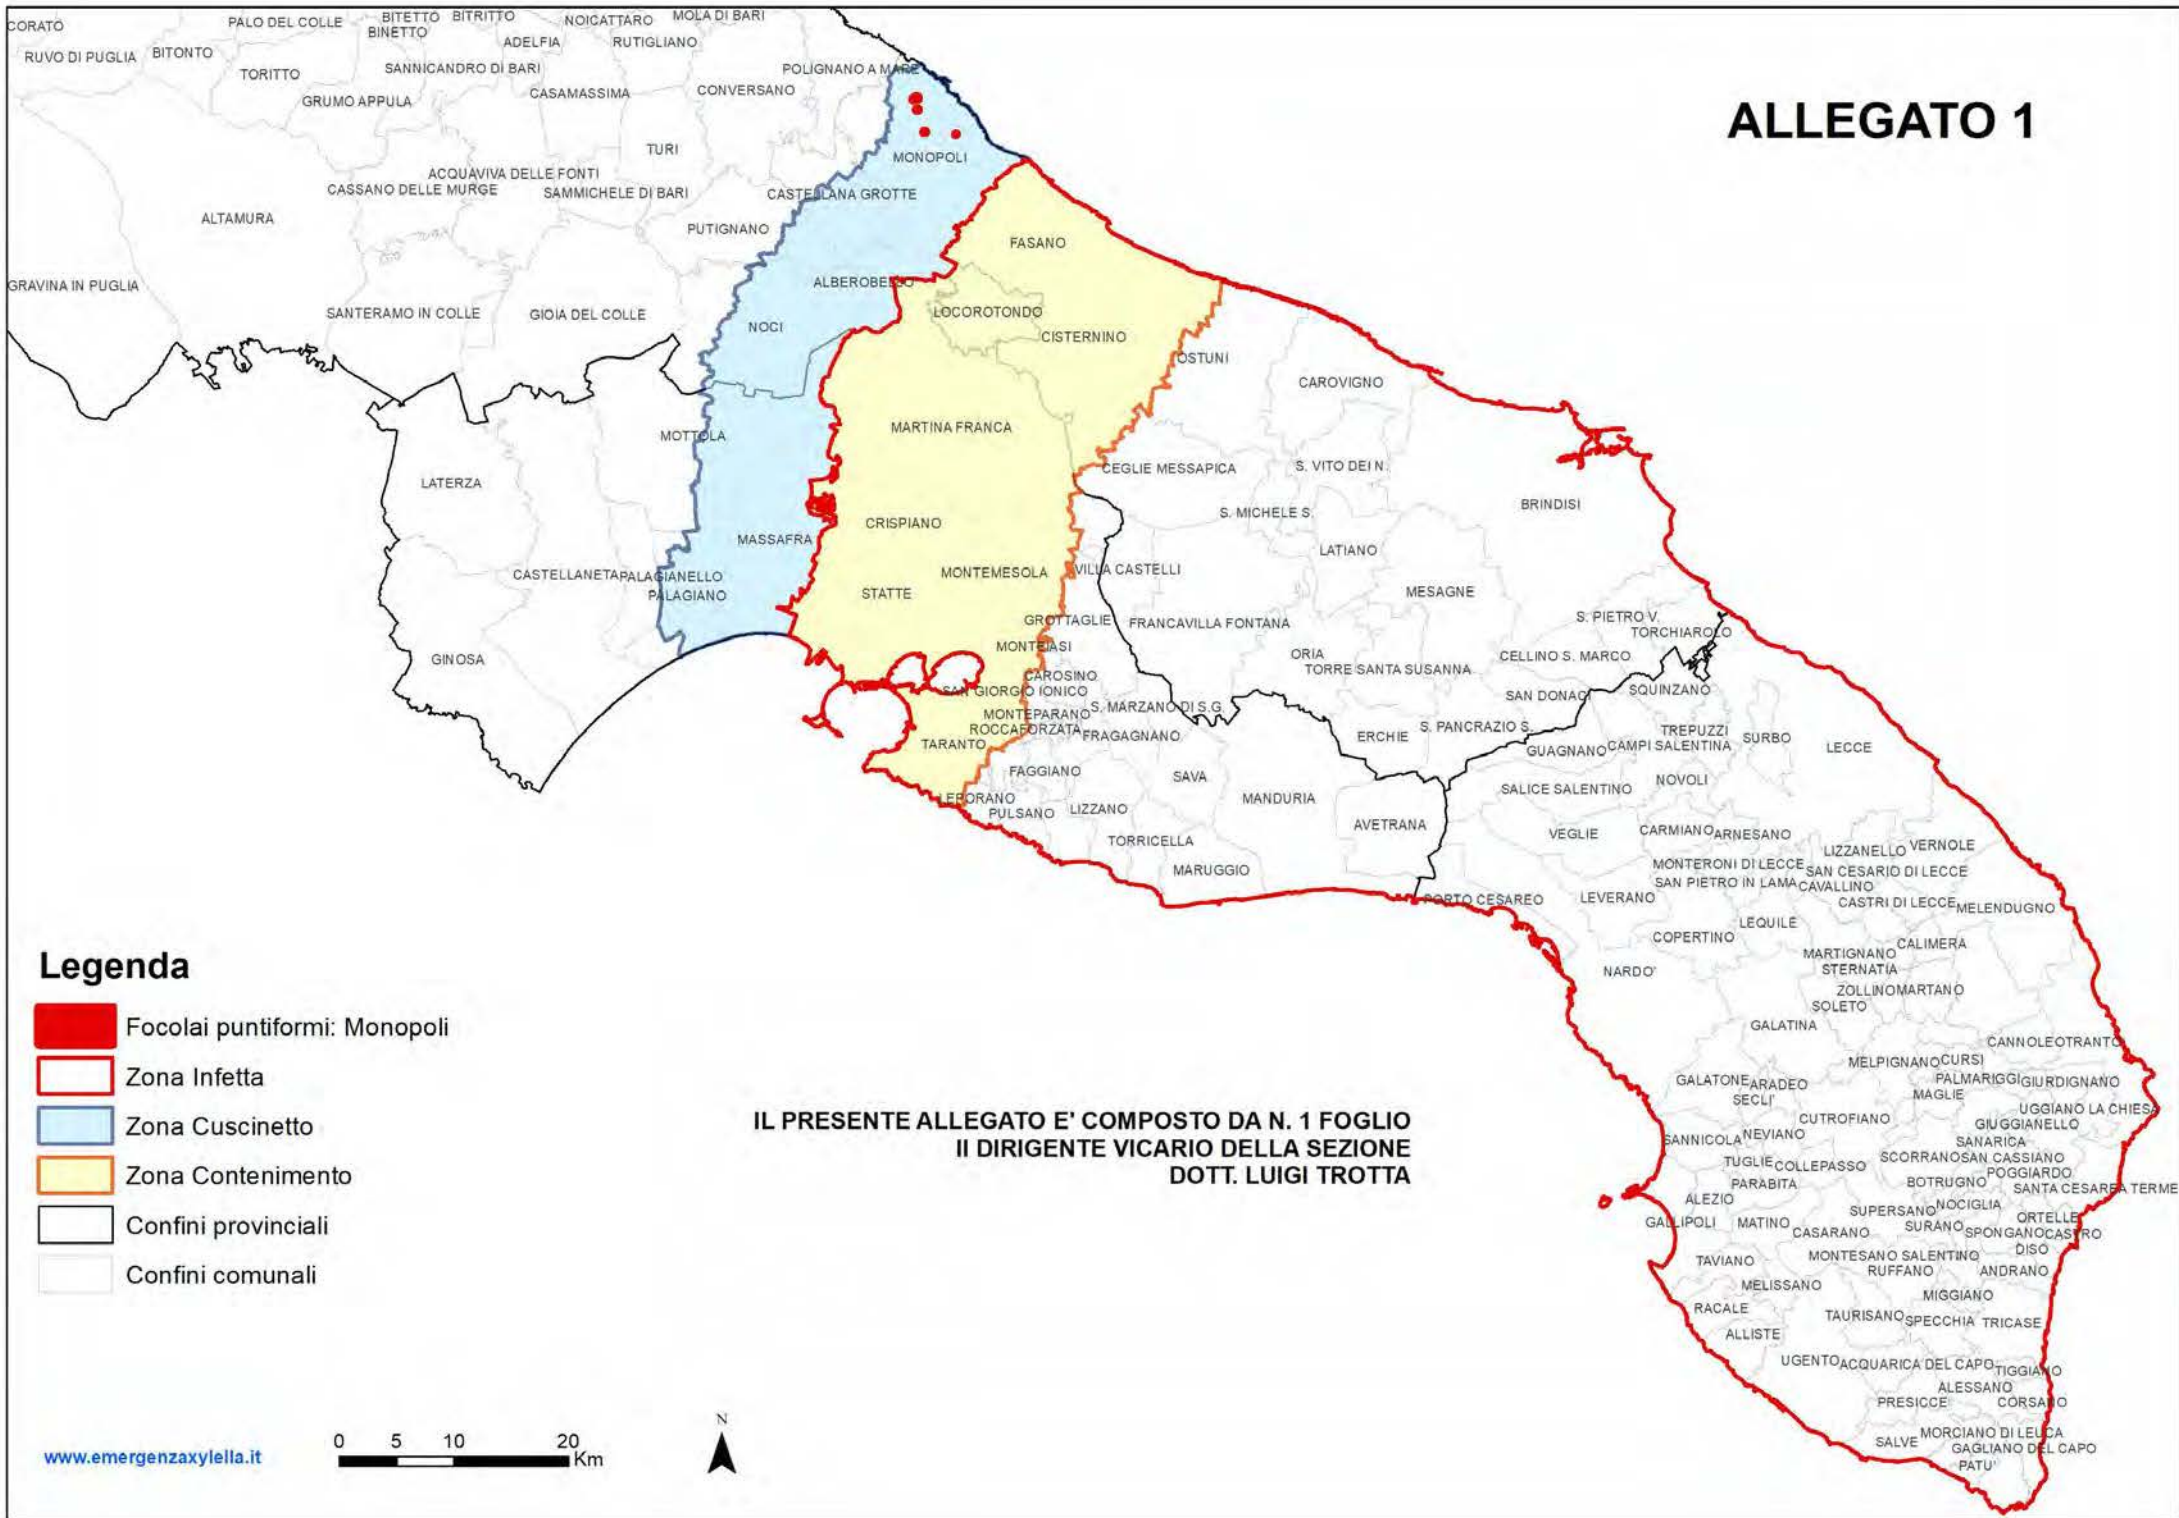 ALLEGATO 1
CORATO
PALO DEL COLLE
BITETTO
BITRITTO
NOICATTARO
MOLA DI BARI
BINETTO
RUVO DI PUGLIA
BITONTO
ADELFIA
RUTIGLIANO
TORITTO
SANNICANDRO DI BARI
POLIGNANO A MARE
GRUMO APPULA
CASAMASSIMA
CONVERSANO
TURI
MONOPOLI
ACQUAVIVA DELLE FONTI
CASSANO DELLE MURGE
SAMMICHELE DI BARI
CASTELLANA GROTTE
ALTAMURA
PUTIGNANO
FASANO
GRAVINA IN PUGLIA
ALBEROBELLO
SANTERAMO IN COLLE
GIOIA DEL COLLE
NOCI
LOCOROTONDO
CISTERNINO
OSTUNI
CAROVIGNO
MOTTOLA
MARTINA FRANCA
LATERZA
CEGLIE MESSAPICA
S. VITO DEI N.
BRINDISI
S. MICHELE S.
MASSAFRA
CRISPIANO
LATIANO
CASTELLANETA
PALAGIANELLO
MONTEMESOLA
VILLA CASTELLI
PALAGIANO
STATTE
MESAGNE
GROTTAGLIE
FRANCAVILLA FONTANA
S. PIETRO V.
TORCHIAROLO
MONTEIASI
GINOSA
ORIA
TORRE SANTA SUSANNA
CELLINO S. MARCO
CAROSINO
SAN GIORGIO IONICO
SAN DONACI
SQUINZANO
MONTEPARANO
S. MARZANO DI S.G.
ROCCAFORZATA
FRAGAGNANO
ERCHIE
S. PANCRAZIO S.
TREPUZZI
SURBO
TARANTO
GUAGNANO
CAMPI SALENTINA
LECCE
FAGGIANO
SAVA
SALICE SALENTINO
NOVOLI
LEPORANO
PULSANO
LIZZANO
MANDURIA
AVETRANA
VEGLIE
CARMIANO
ARNESANO
TORRICELLA
LIZZANELLO
VERNOLE
MARUGGIO
MONTERONI DI LECCE
SAN CESARIO DI LECCE
SAN PIETRO IN LAMA
CAVALLINO
PORTO CESAREO
LEVERANO
CASTRI DI LECCE
MELENDUGNO
LEQUILE
COPERTINO
CALIMERA
MARTIGNANO
NARDO'
STERNATIA
ZOLLINO
MARTANO
SOLETO
GALATINA
CANNOLE
OTRANTO
MELPIGNANO
CURSI
GALATONE
ARADEO
PALMARIGGI
GIURDIGNANO
SECLI'
MAGLIE
UGGIANO LA CHIESA
CUTROFIANO
GIUGGIANELLO
SANNICOLA
NEVIANO
SANARICA
TUGLIE
COLLEPASSO
SCORRANO
SAN CASSIANO
PARABITA
POGGIARDO
BOTRUGNO
SANTA CESAREA TERME
ALEZIO
NOCIGLIA
SUPERSANO
ORTELLE
GALLIPOLI
MATINO
CASARANO
SURANO
SPONGANO
CASTRO
DISO
TAVIANO
MONTESANO SALENTINO
RUFFANO
ANDRANO
MELISSANO
MIGGIANO
RACALE
TAURISANO
SPECCHIA
TRICASE
ALLISTE
UGENTO
ACQUARICA DEL CAPO
TIGGIANO
ALESSANO
PRESICCE
CORSANO
SALVE
MORCIANO DI LEUCA
GAGLIANO DEL CAPO
PATU'
Legenda
Focolai puntiformi: Monopoli
Zona Infetta
Zona Cuscinetto
Zona Contenimento
Confini provinciali
Confini comunali
IL PRESENTE ALLEGATO E' COMPOSTO DA N. 1 FOGLIO
Il DIRIGENTE VICARIO DELLA SEZIONE
DOTT. LUIGI TROTTA
www.emergenzaxylella.it
0 5 10 20
Km
N